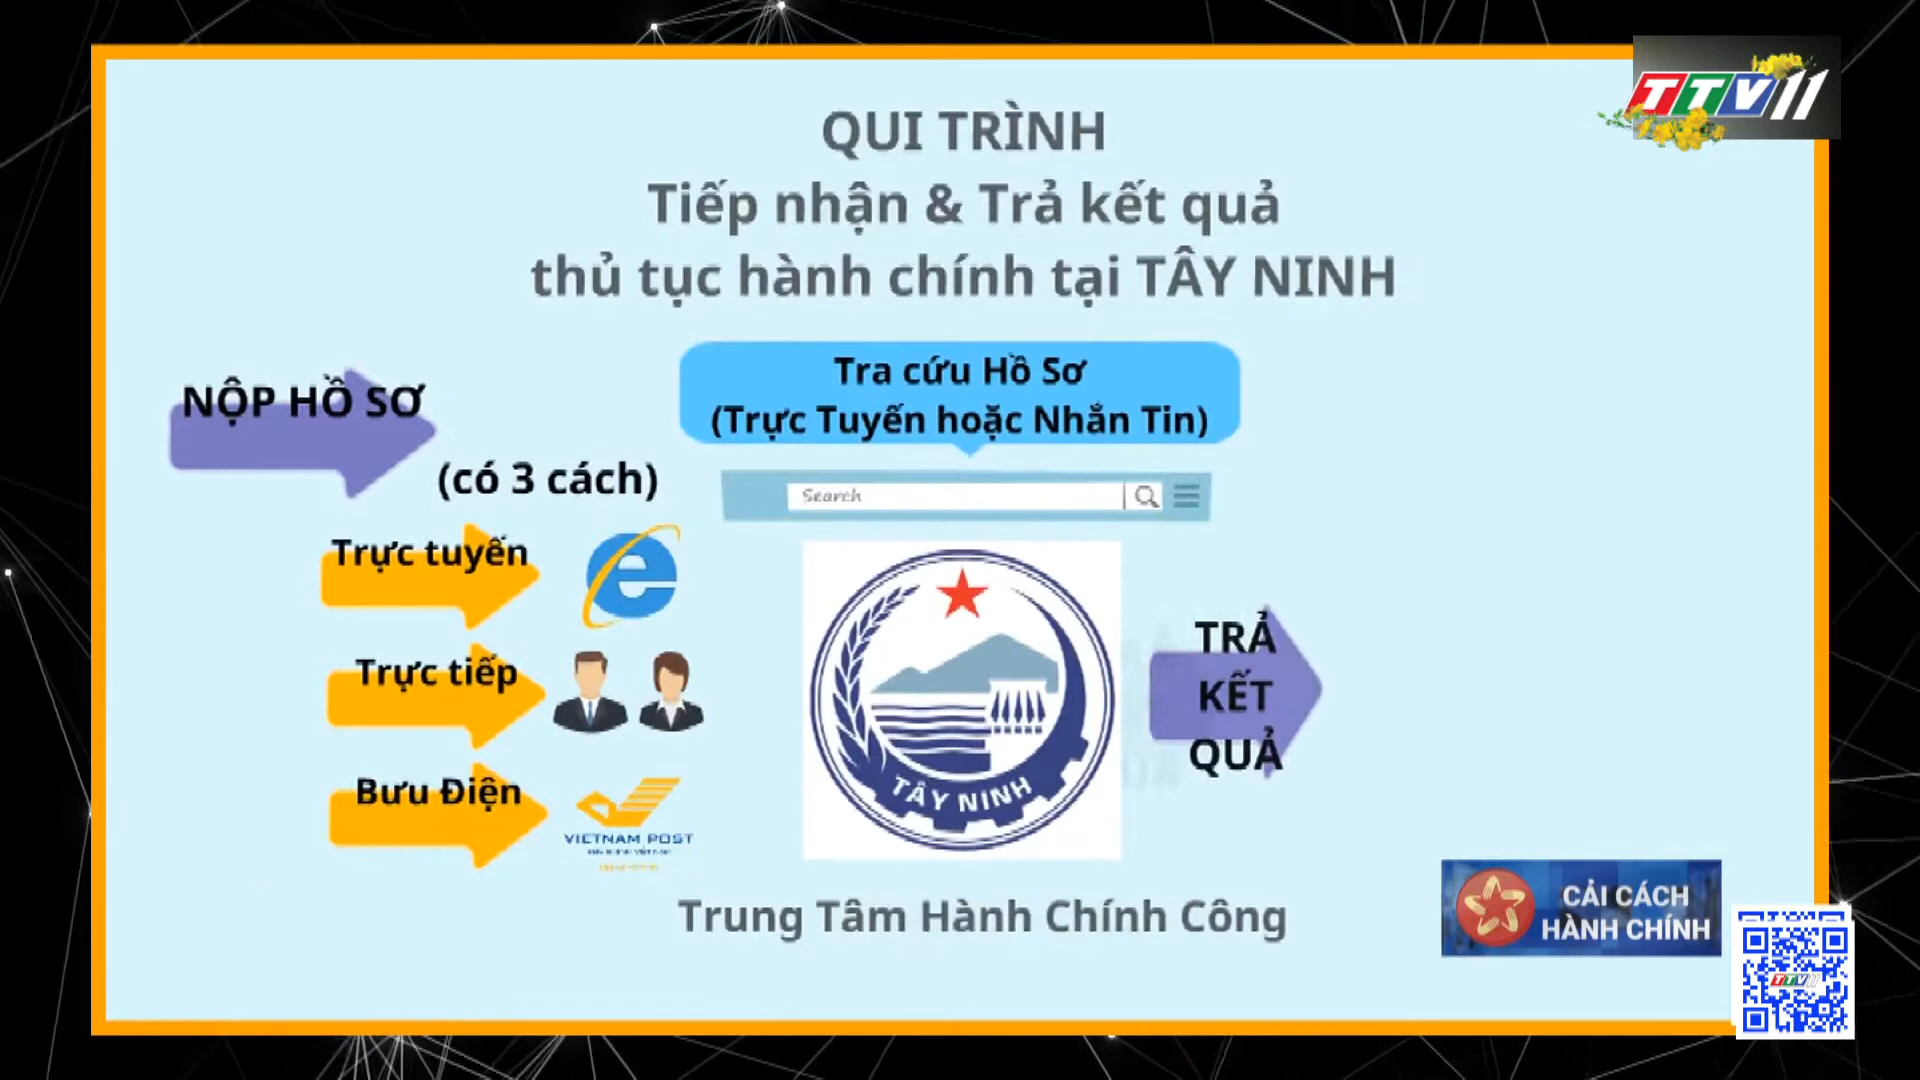 TTV11
QUI TRÌNH
Tiếp nhận & Trả kết quả
thủ tục hành chính tại TÂY NINH
NỘP HỒ SƠ
(có 3 cách)
Trực tuyến
Trực tiếp
Bưu Điện
VIETNAM POST
Tra cứu Hồ Sơ
(Trực Tuyến hoặc Nhắn Tin)
Search
TÂY NINH
TRẢ
KẾT
QUẢ
Trung Tâm Hành Chính Công
CẢI CÁCH
HÀNH CHÍNH
TTV11